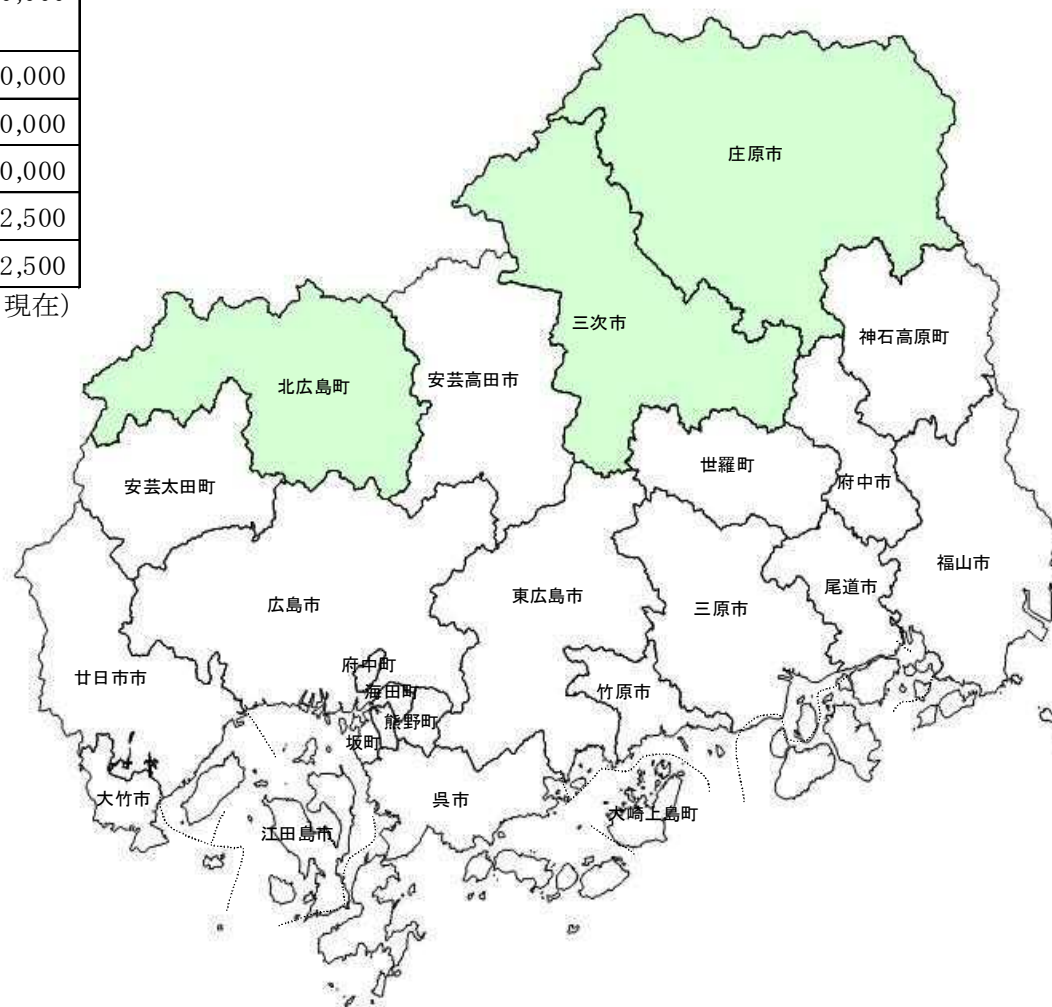 0,000
0,000
0,000
2,500
2,500
現在）
庄原市
三次市
神石高原町
北広島町
安芸高田市
世羅町
安芸太田町
府中市
福山市
広島市
東広島市
三原市
尾道市
府中町
廿日市市
海田町
竹原市
熊野町
坂町
大竹市
呉市
大崎上島町
江田島市